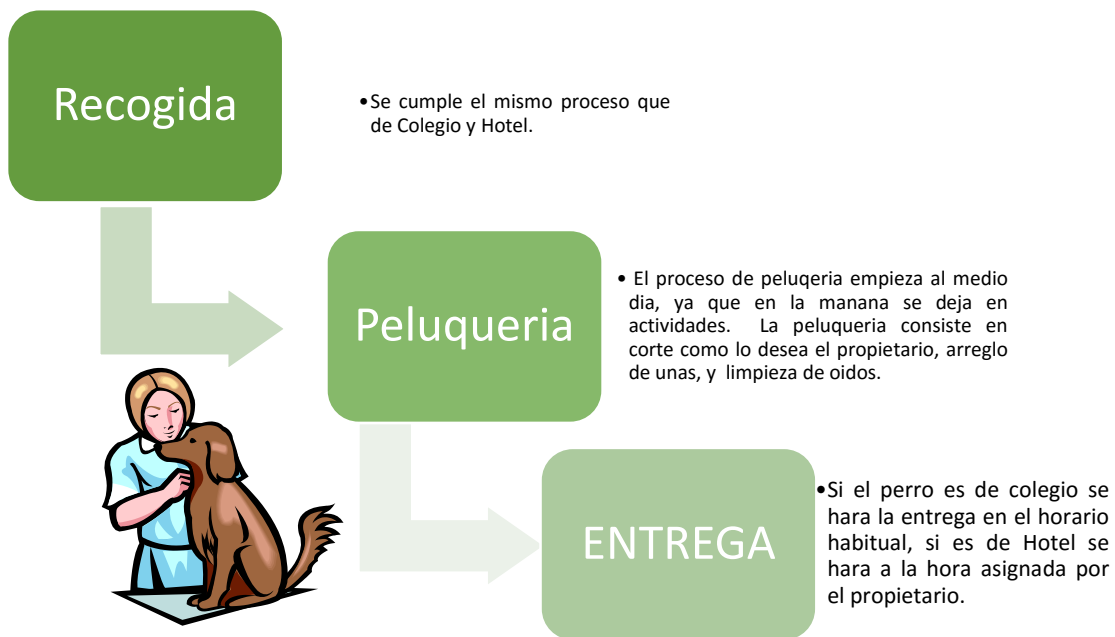 Recogida
•Se cumple el mismo proceso que
de Colegio y Hotel.
Peluqueria
• El proceso de peluqeria empieza al medio
dia, ya que en la manana se deja en
actividades. La peluqueria consiste en
corte como lo desea el propietario, arreglo
de unas, y limpieza de oidos.
ENTREGA
•Si el perro es de colegio se
hara la entrega en el horario
habitual, si es de Hotel se
hara a la hora asignada por
el propietario.